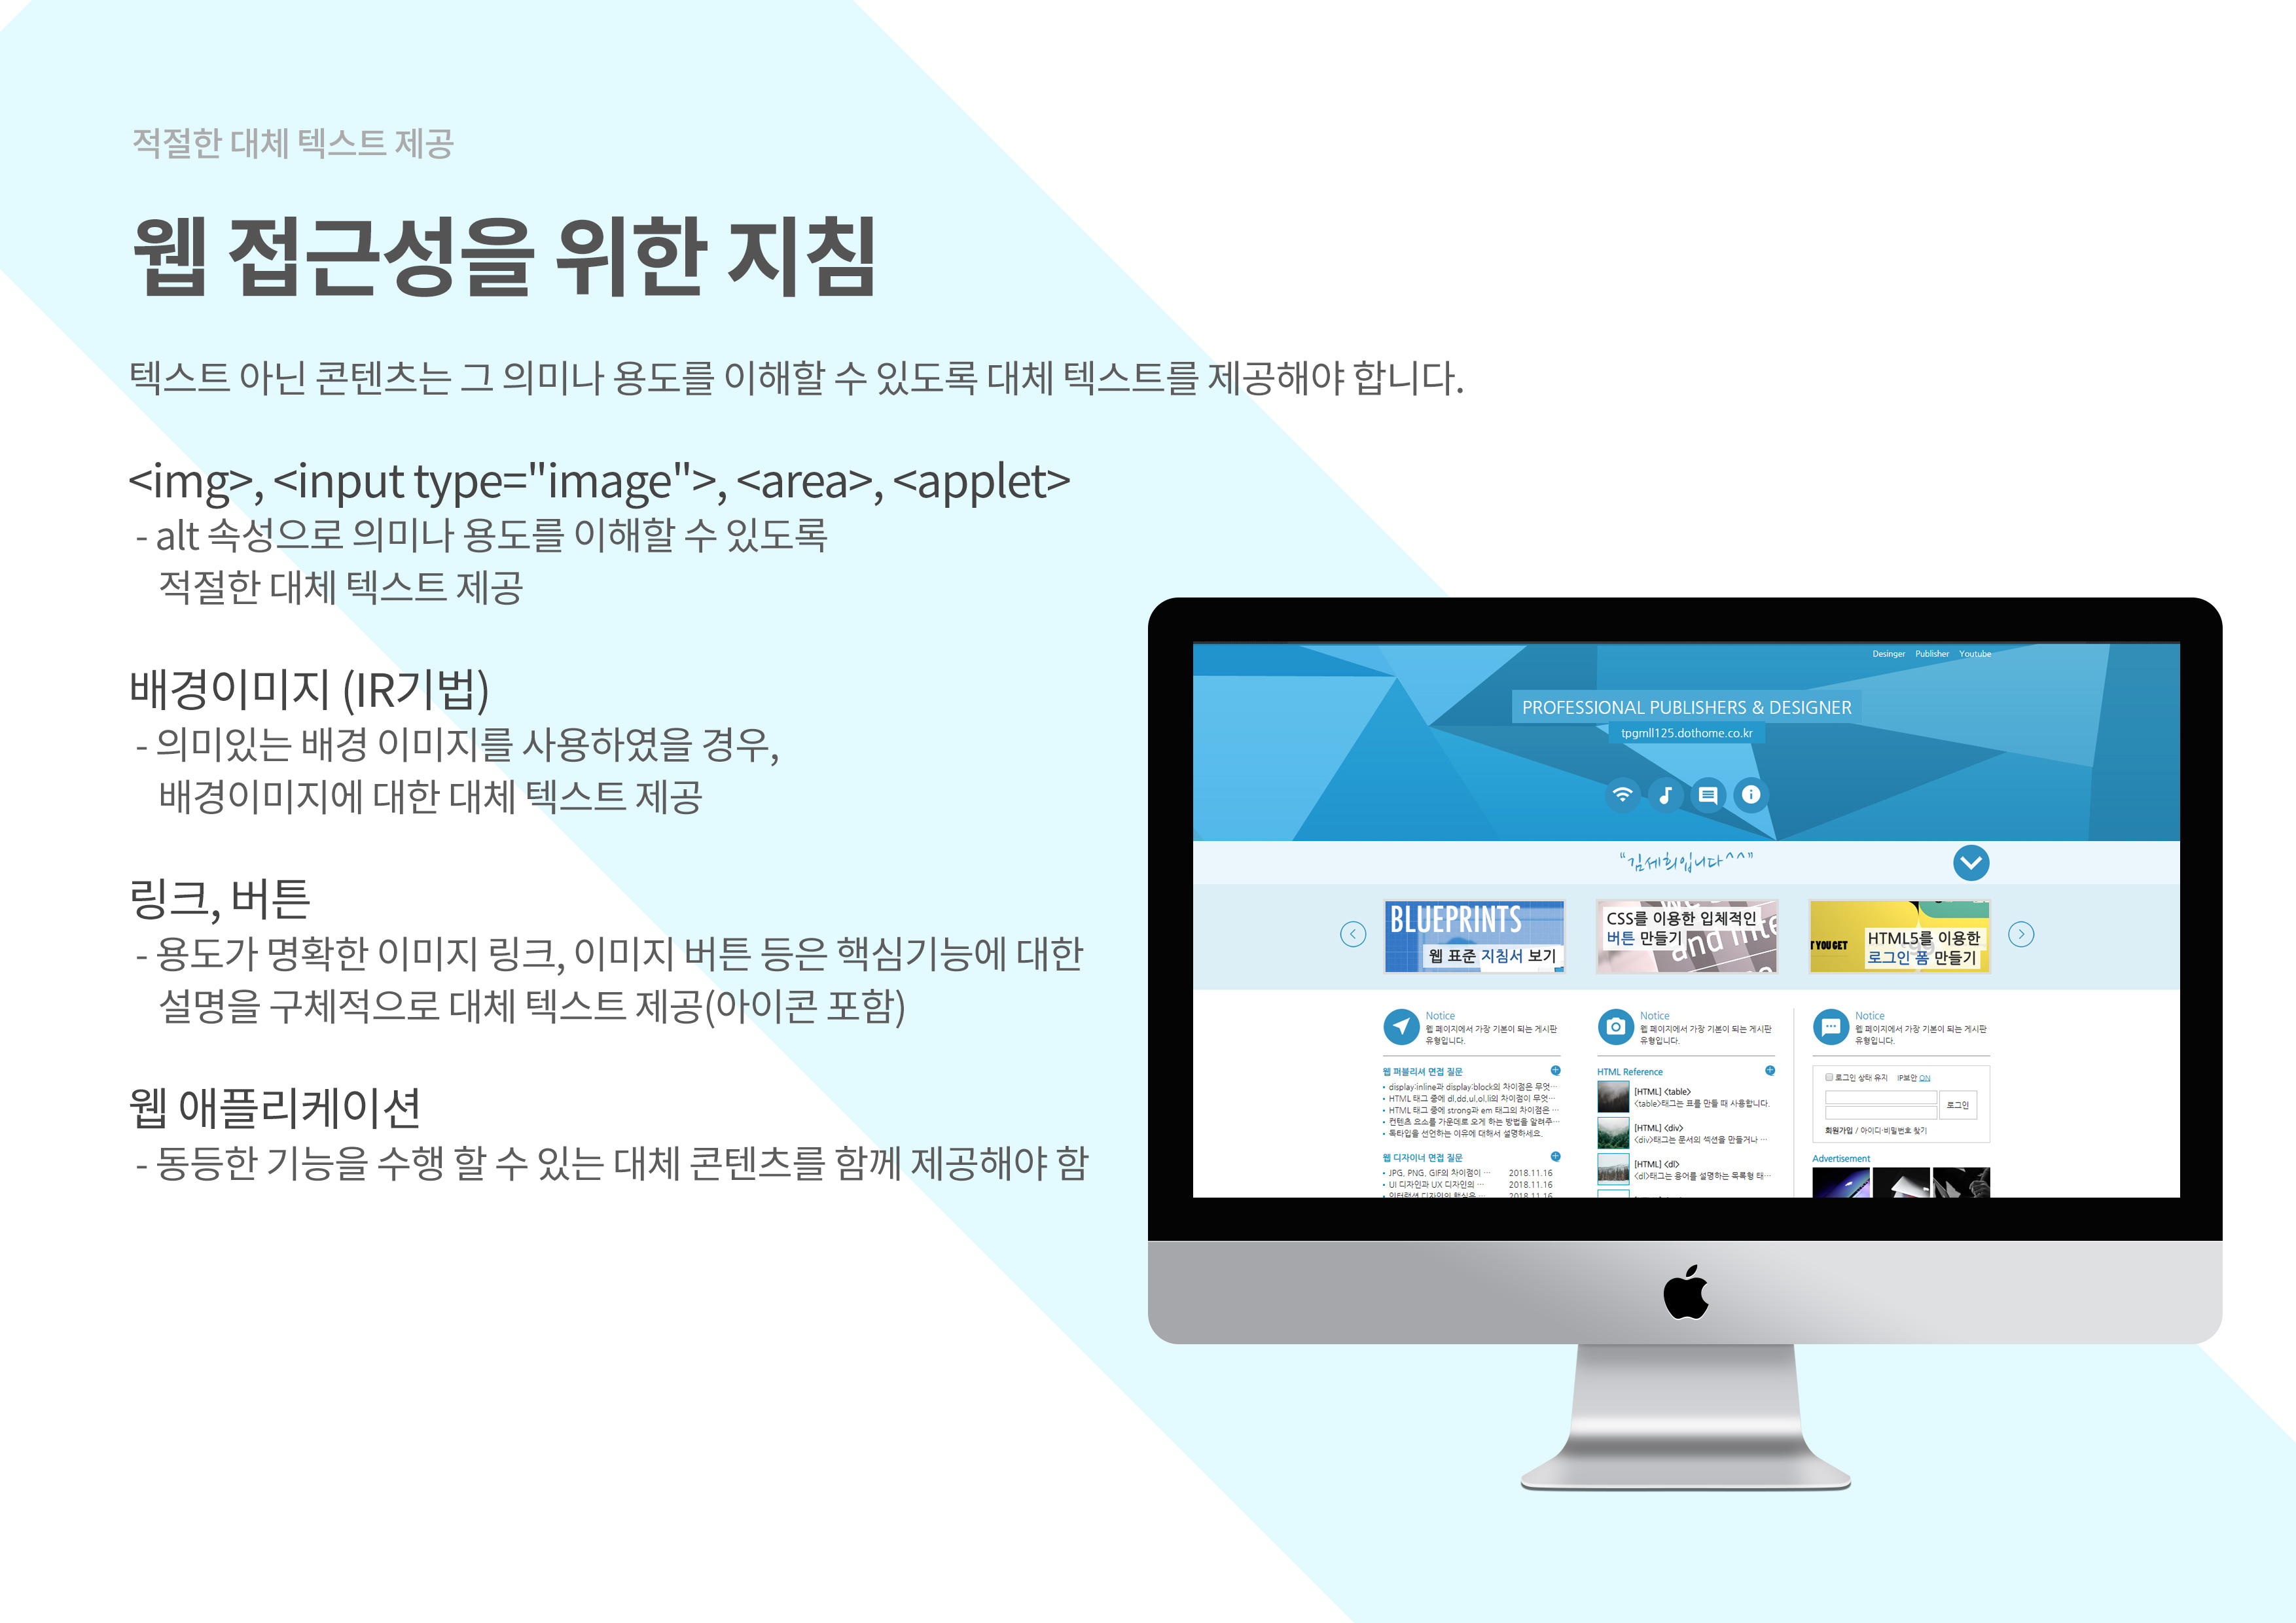 적절한 대체 텍스트 제공
웹 접근성을 위한 지침
텍스트 아닌 콘텐츠는 그 의미나 용도를 이해할 수 있도록 대체 텍스트를 제공해야 합니다.
<img>, <input type="image">, <area>, <applet>
- alt 속성으로 의미나 용도를 이해할 수 있도록
적절한 대체 텍스트 제공
배경이미지 (IR기법)
- 의미있는 배경 이미지를 사용하였을 경우,
배경이미지에 대한 대체 텍스트 제공
링크, 버튼
- 용도가 명확한 이미지 링크, 이미지 버튼 등은 핵심기능에 대한
설명을 구체적으로 대체 텍스트 제공(아이콘 포함)
웹 애플리케이션
- 동등한 기능을 수행 할 수 있는 대체 콘텐츠를 함께 제공해야 함
Desinger Publisher Youtube
PROFESSIONAL PUBLISHERS & DESIGNER
tpgmll125.dothome.co.kr
"김세희입니다^^"
BLUEPRINTS
웹 표준 지침서 보기
CSS를 이용한 입체적인
버튼 만들기
and inte
T YOU GET
HTML5를 이용한
로그인 폼 만들기
Notice
웹 페이지에서 가장 기본이 되는 게시판
유형입니다.
웹 퍼블리셔 면접 질문
• display:inline과 display:block의 차이점은 무엇…
• HTML 태그 중에 dl,dd,ul,ol,li의 차이점이 무엇…
• HTML 태그 중에 strong과 em 태그의 차이점은 …
• 컨텐츠 요소를 가운데로 오게 하는 방법을 알려주…
• 독타입을 선언하는 이유에 대해서 설명하세요.
웹 디자이너 면접 질문
• JPG, PNG, GIF의 차이점이 … 2018.11.16
• UI 디자인과 UX 디자인의 … 2018.11.16
• 인터랙션 디자인의 핵심은 … 2018.11.16
Notice
웹 페이지에서 가장 기본이 되는 게시판
유형입니다.
HTML Reference
[HTML] <table>
<table>태그는 표를 만들 때 사용합니다.
[HTML] <div>
<div>태그는 문서의 섹션을 만들거나 …
[HTML] <dl>
<dl>태그는 용어를 설명하는 목록형 태…
Notice
웹 페이지에서 가장 기본이 되는 게시판
유형입니다.
로그인 상태 유지 IP보안 ON
로그인
회원가입 / 아이디·비밀번호 찾기
Advertisement